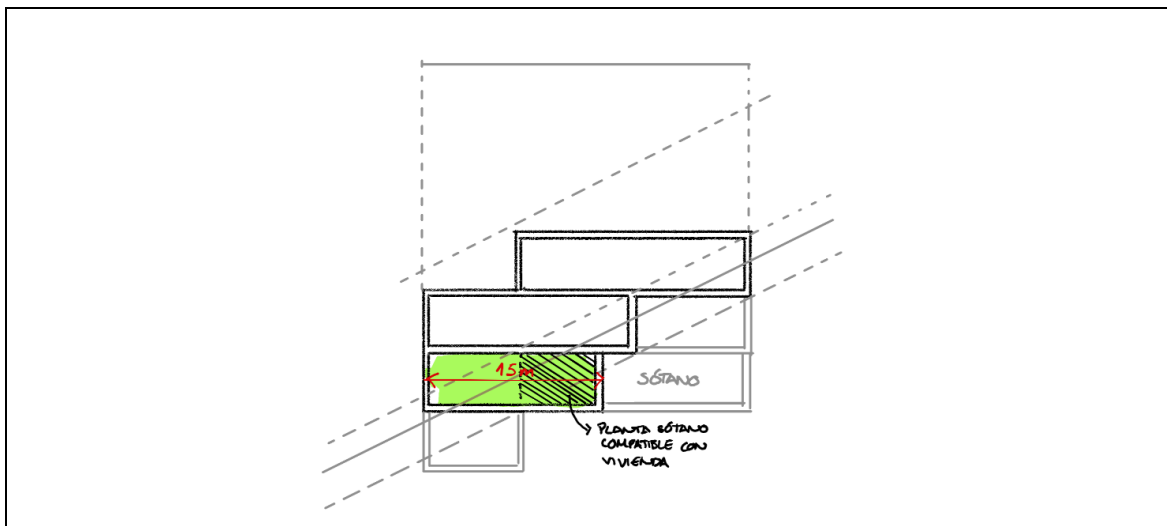 15m
SÓTANO
PLANTA SÓTANO
COMPATIBLE CON
VIVIENDA